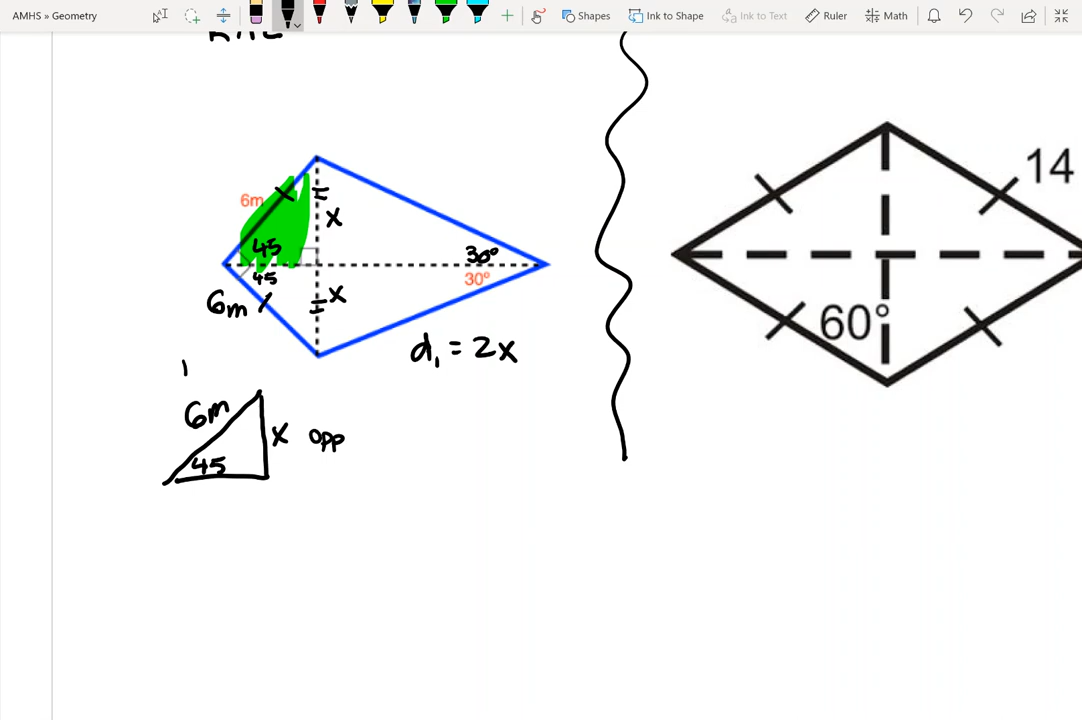 AMHS » Geometry
Shapes
Ink to Shape
Ink to Text
Ruler
Math
6m
45
45
6m
x
x
30°
30°
d₁ = 2x
14
60°
6m
45
x opp